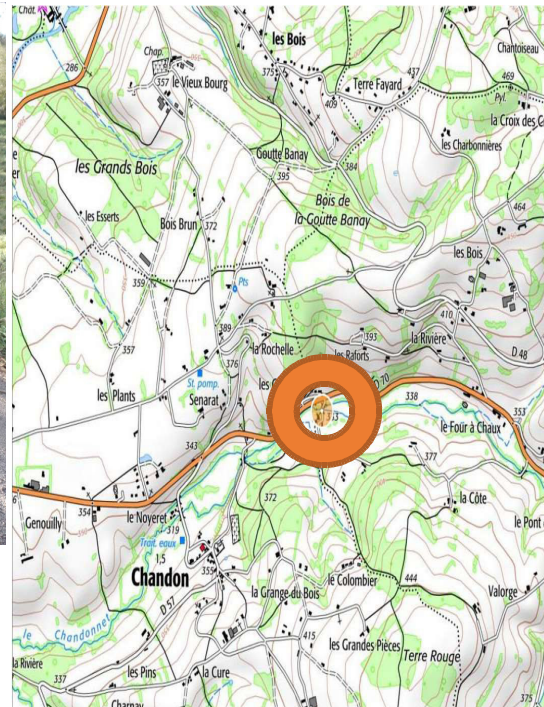 Chât.
les Bois
Chantoiseau
Chap.
286
357
le Vieux Bourg
375
Terre Fayard
437
469
409
Pyl.
la Croix des C
les Charbonnières
les Grands Bois
Goutte Banay
395
384
Bois de
la Goutte Banay
464
les Esserts
Bois Brun
372
les Bois
359
Pts
410
389
393
la Rivière
357
la Rochelle
les Raforts
D 48
376
St. pomp.
D 70
les Plants
Senarat
338
353
le Four à Chaux
343
377
354
372
la Côte
Genouilly
le Noyeret
319
le Pont
Trait. eaux
1,5
Chandon
355
le Colombier
444
la Grange du Bois
Valorge
D 57
le Chandonnet
415
les Grandes Pièces
Terre Rouge
la Rivière
337
les Pins
la Cure
Charnay
375